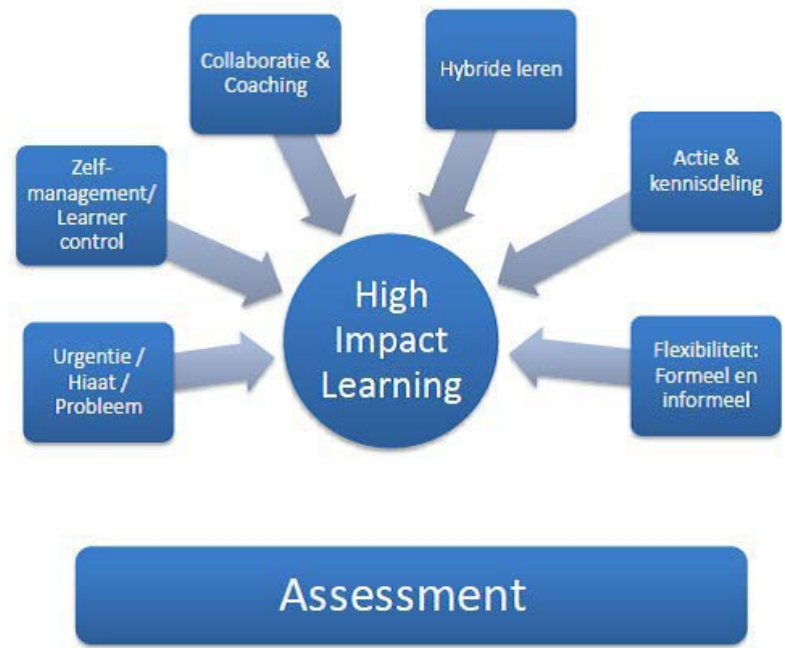 Collaboratie &
Coaching
Hybride leren
Zelf-
management/
Learner
control
Actie &
kennisdeling
High
Impact
Learning
Urgentie /
Hiaat /
Probleem
Flexibiliteit:
Formeel en
informeel
Assessment